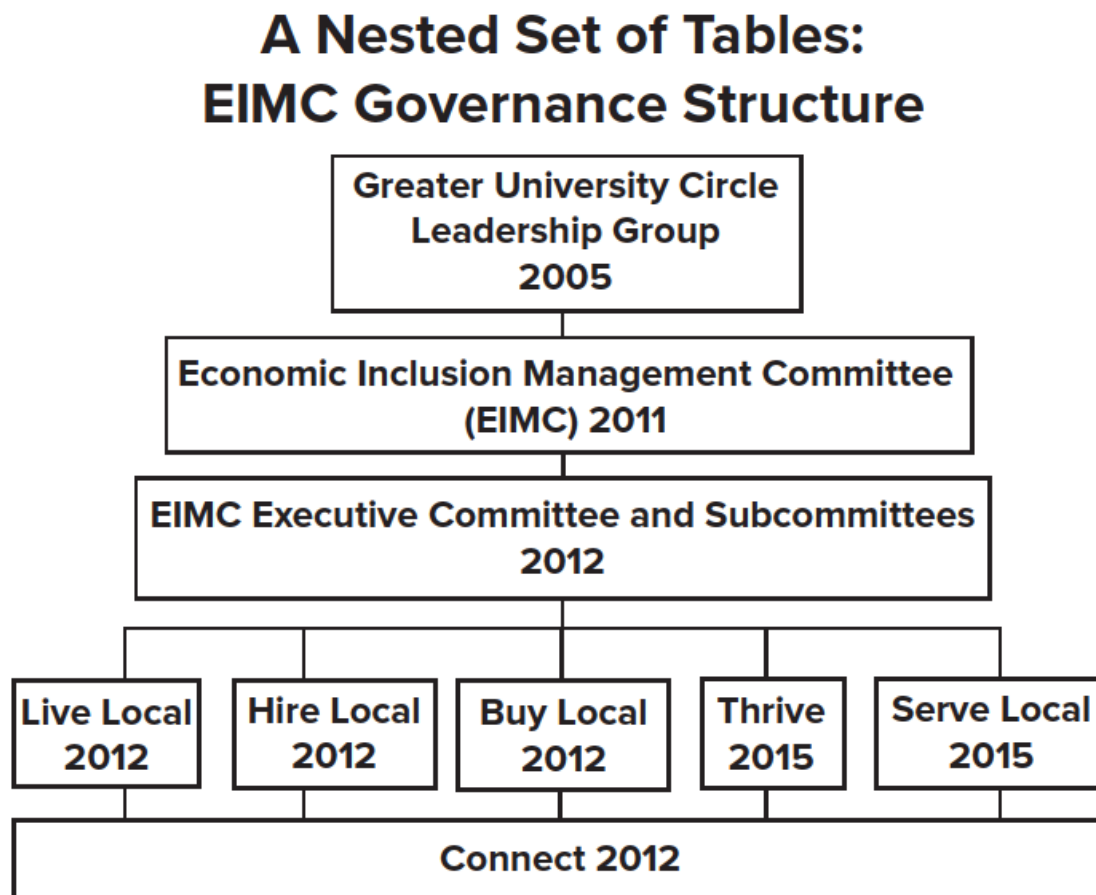 A Nested Set of Tables:
EIMC Governance Structure
Greater University Circle
Leadership Group
2005
Economic Inclusion Management Committee
(EIMC) 2011
EIMC Executive Committee and Subcommittees
2012
Live Local
2012
Hire Local
2012
Buy Local
2012
Thrive
2015
Serve Local
2015
Connect 2012